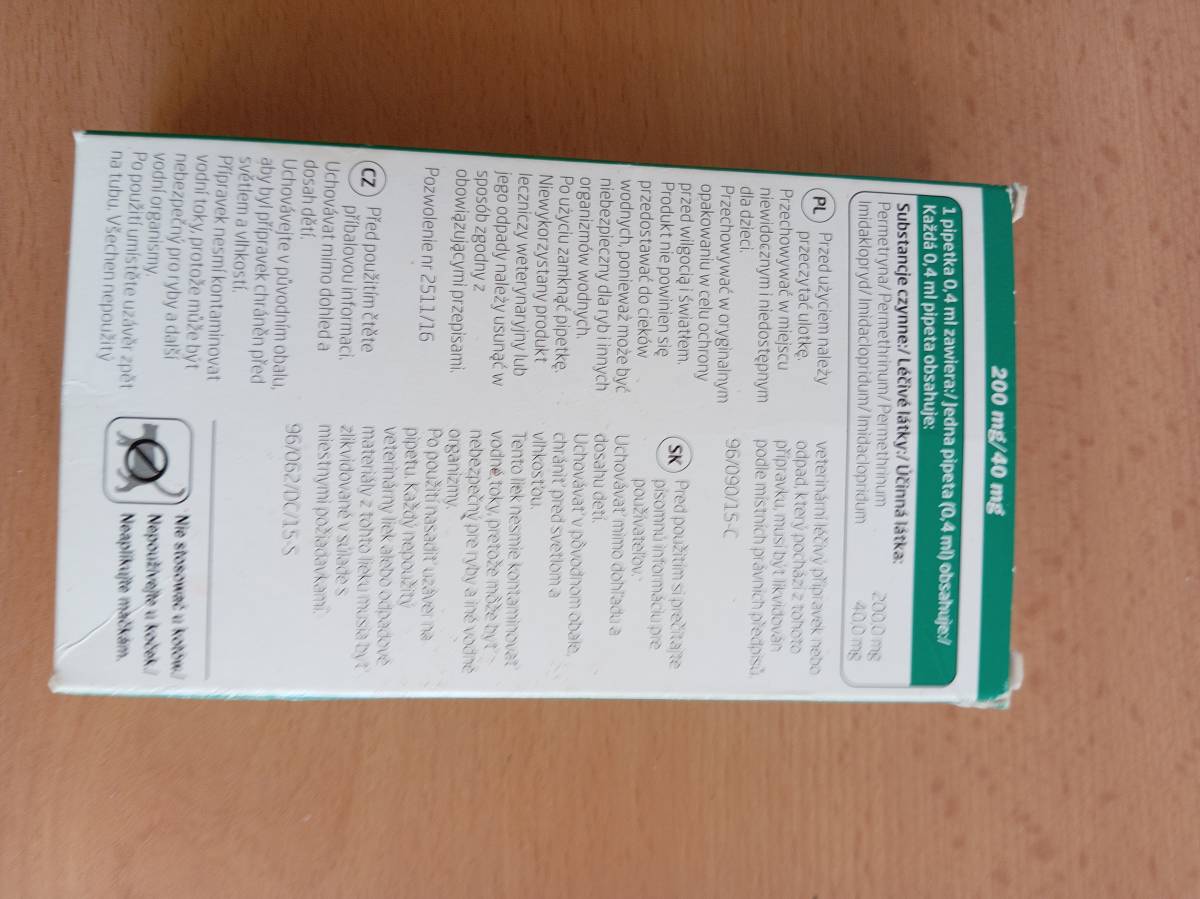 200 mg/40 mg
1 pipetka 0,4 ml zawiera:/ Jedna pipeta (0,4 ml) obsahuje:/
Každá 0,4 ml pipeta obsahuje:
Substancje czynne:/ Léčivé látky:/ Účinná látka:
Permetryna/Permethrinum/Permethrinum 200,0 mg
Imidaklopryd/Imidaclopridum/Imidaclopridum 40,0 mg
PL Przed użyciem należy
przeczytać ulotkę.
Przechowywać w miejscu
niewidocznym i niedostępnym
dla dzieci.
Przechowywać w oryginalnym
opakowaniu w celu ochrony
przed wilgocią i światłem.
Produkt nie powinien się
przedostawać do cieków
wodnych, ponieważ może być
niebezpieczny dla ryb i innych
organizmów wodnych.
Po użyciu zamknąć pipetkę.
Niewykorzystany produkt
leczniczy weterynaryjny lub
jego odpady należy usunąć w
sposób zgodny z
obowiązującymi przepisami.
Pozwolenie nr 2511/16
CZ Před použitím čtěte
příbalovou informaci.
Uchovávat mimo dohled a
dosah dětí.
Uchovávejte v původním obalu,
aby byl přípravek chráněn před
světlem a vlhkostí.
Přípravek nesmí kontaminovat
vodní toky, protože může být
nebezpečný pro ryby a další
vodní organismy.
Po použití umístěte uzávěr zpět
na tubu. Všechen nepoužitý
veterinární léčivý přípravek nebo
odpad, který pochází z tohoto
přípravku, musí být likvidován
podle místních právních předpisů.
96/090/15-C
SK Pred použitím si prečítajte
písomnú informáciu pre
používateľov.
Uchovávať mimo dohľadu a
dosahu detí.
Uchovávať v pôvodnom obale,
chrániť pred svetlom a
vlhkosťou.
Tento liek nesmie kontaminovať
vodné toky, pretože môže byť
nebezpečný pre ryby a iné vodné
organizmy.
Po použití nasadiť uzáver na
pipetu. Každý nepoužitý
veterinárny liek alebo odpadové
materiály z tohto lieku musia byť
zlikvidované v súlade s
miestnymi požiadavkami.
96/062/DC/15-S
Nie stosować u kotów./
Nepoužívejte u koček./
Neaplikujte mačkám.